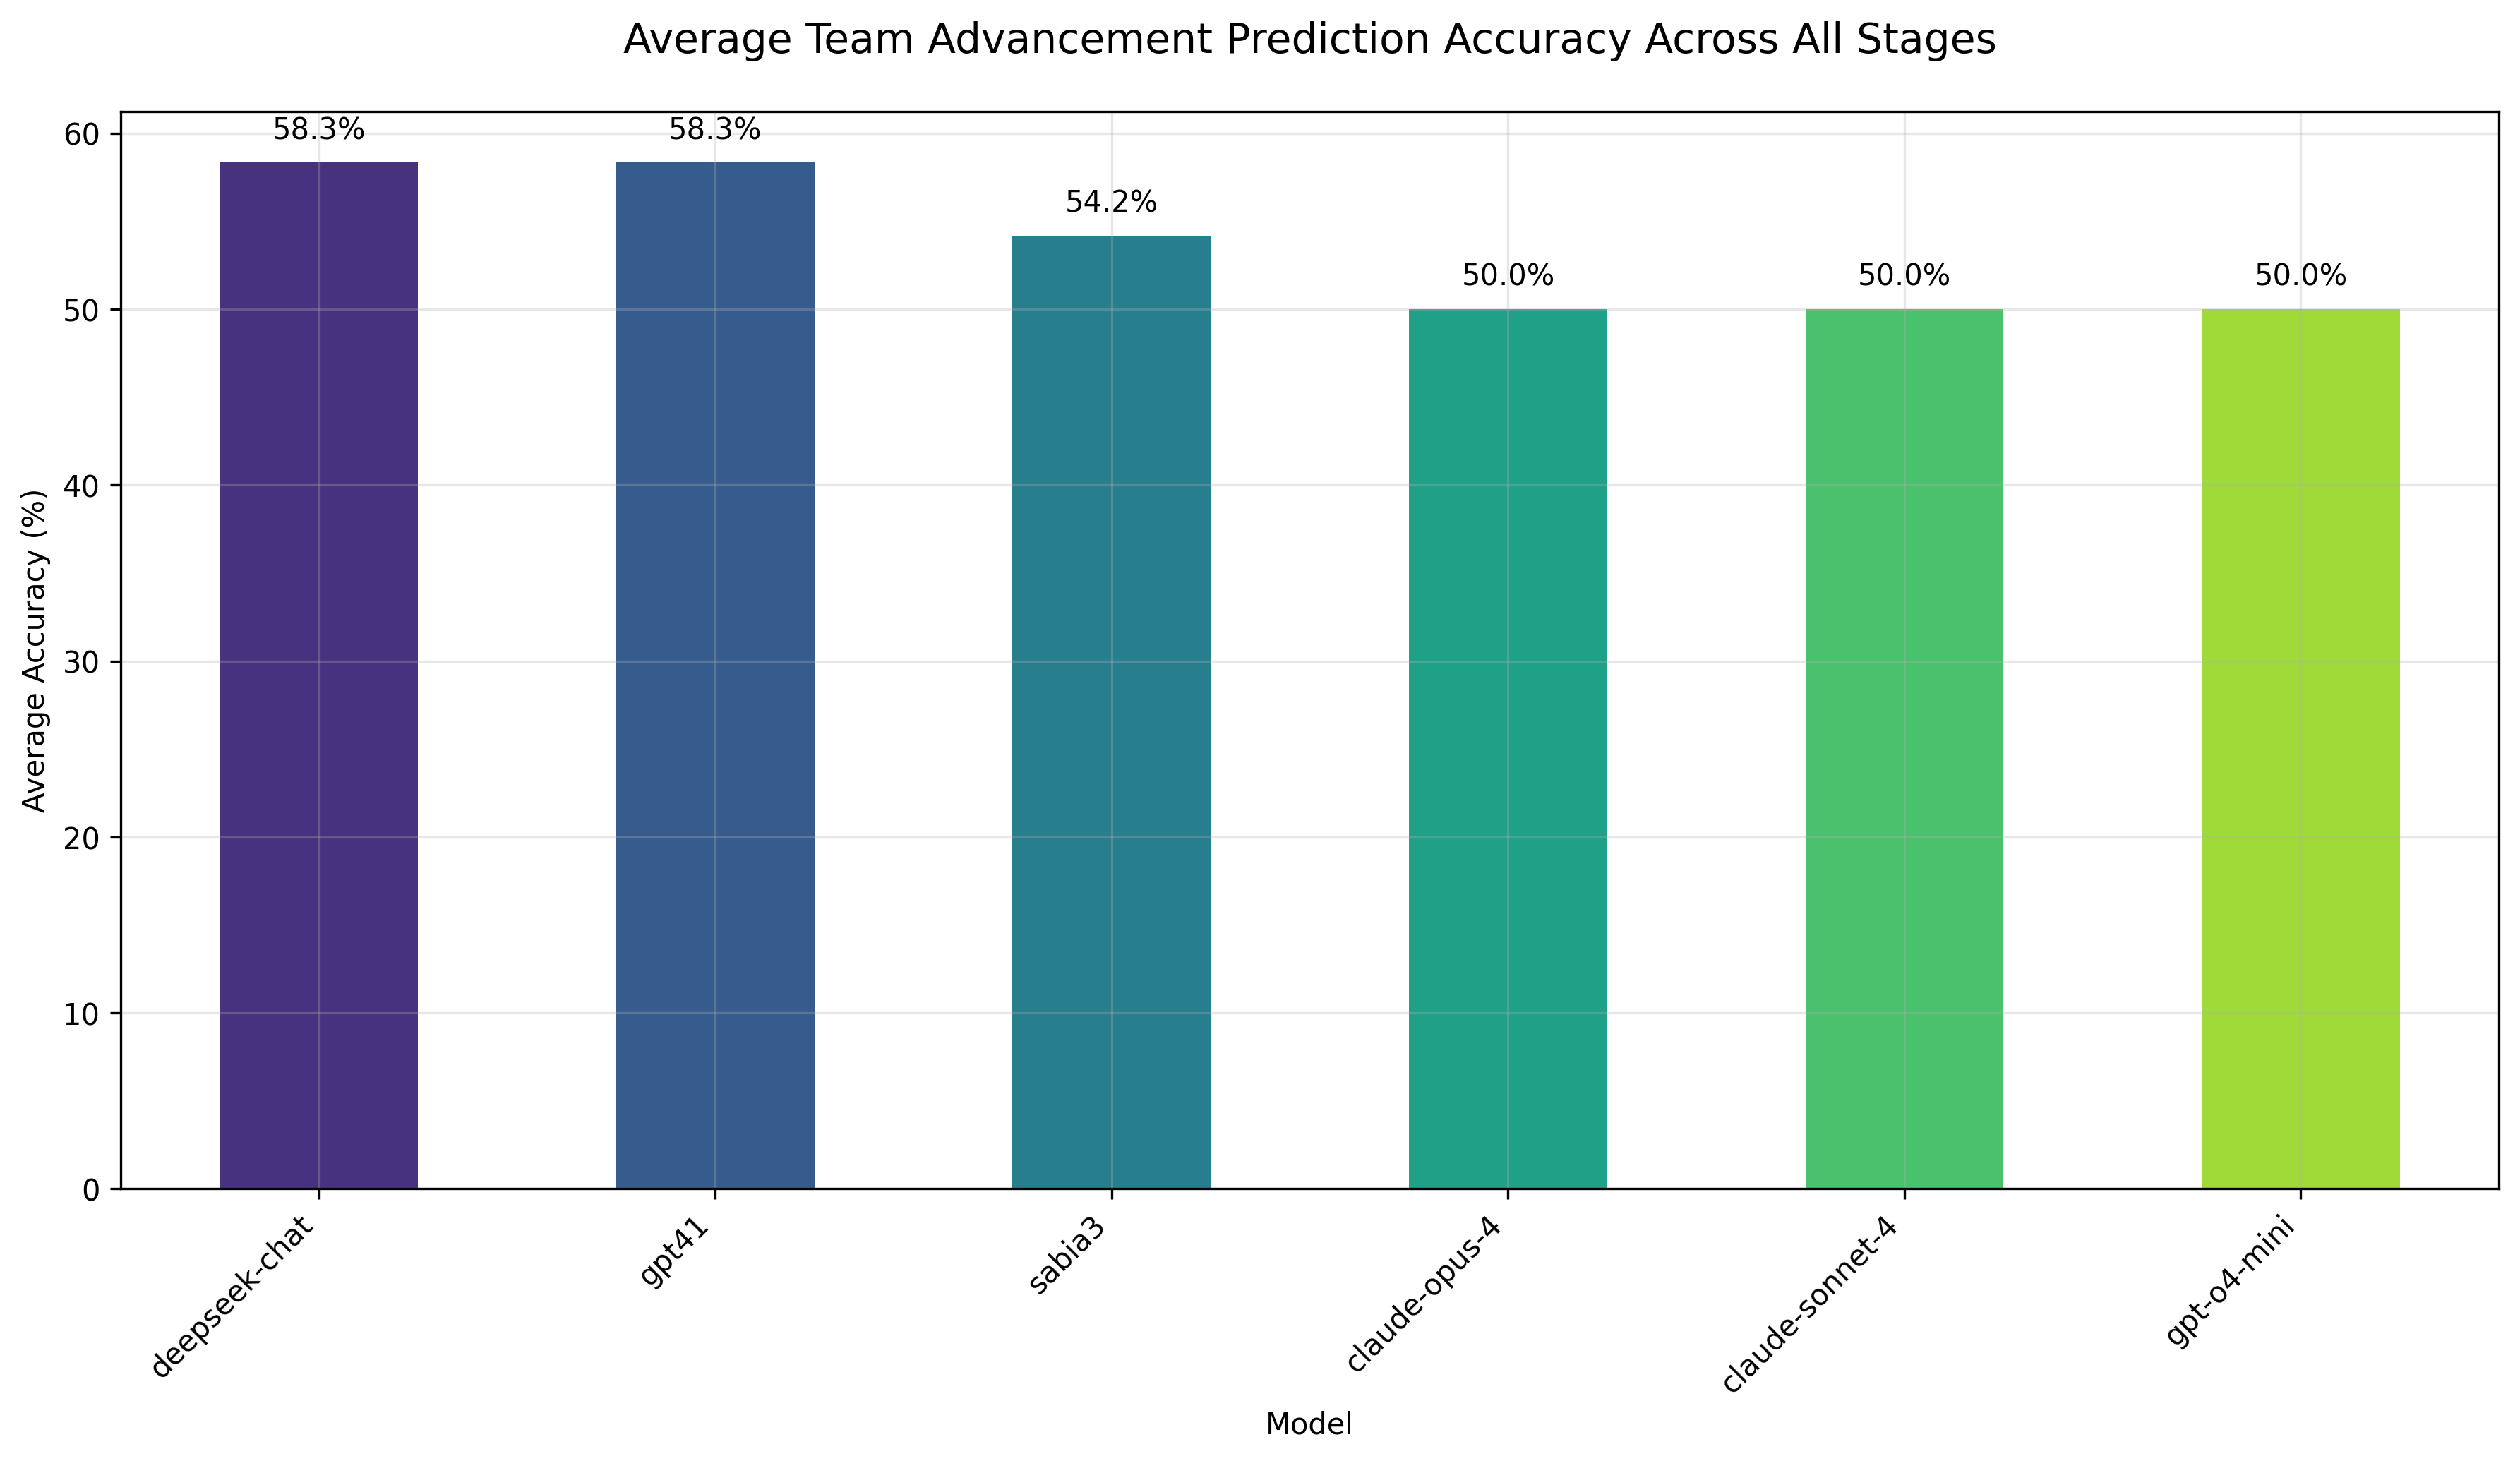 Average Team Advancement Prediction Accuracy Across All Stages
58.3%
58.3%
54.2%
50.0%
50.0%
50.0%
60
50
40
30
20
10
0
Average Accuracy (%)
deepseek-chat
gpt41
sabia3
claude-opus-4
claude-sonnet-4
gpt-o4-mini
Model